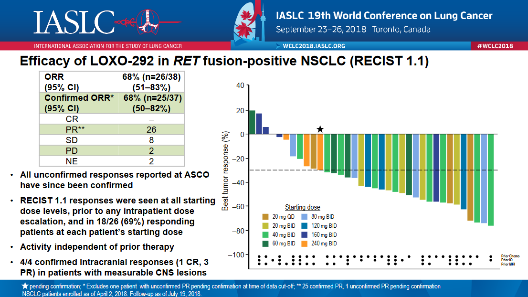 IASLC
INTERNATIONAL ASSOCIATION FOR THE STUDY OF LUNG CANCER
IASLC 19th World Conference on Lung Cancer
September 23–26, 2018 Toronto, Canada
WCLC2018.IASLC.ORG
#WCLC2018
Efficacy of LOXO-292 in RET fusion-positive NSCLC (RECIST 1.1)
ORR 68% (n=26/38)
(95% CI) (51–83%)
Confirmed ORR* 68% (n=25/37)
(95% CI) (50–82%)
CR –
PR** 26
SD 8
PD 2
NE 2
• All unconfirmed responses reported at ASCO
have since been confirmed
• RECIST 1.1 responses were seen at all starting
dose levels, prior to any intrapatient dose
escalation, and in 18/26 (69%) responding
patients at each patient's starting dose
• Activity independent of prior therapy
• 4/4 confirmed intracranial responses (1 CR, 3
PR) in patients with measurable CNS lesions
Best tumor response (%)
40
20
0
−20
−40
−60
−80
−100
Starting dose
20 mg QD
20 mg BID
40 mg BID
60 mg BID
80 mg BID
120 mg BID
160 mg BID
240 mg BID
Prior Chemo
Prior IO
Prior MKI
★ pending confirmation; * Excludes one patient with unconfirmed PR pending confirmation at time of data cut-off; ** 25 confirmed PR, 1 unconfirmed PR pending confirmation
NSCLC patients enrolled as of April 2, 2018. Follow-up as of July 19, 2018.